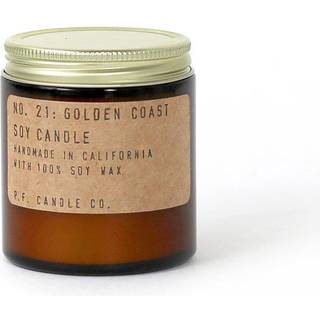 NO. 21: GOLDEN COAST
SOY CANDLE
HANDMADE IN CALIFORNIA
WITH 100% SOY WAX.
P.F. CANDLE CO.